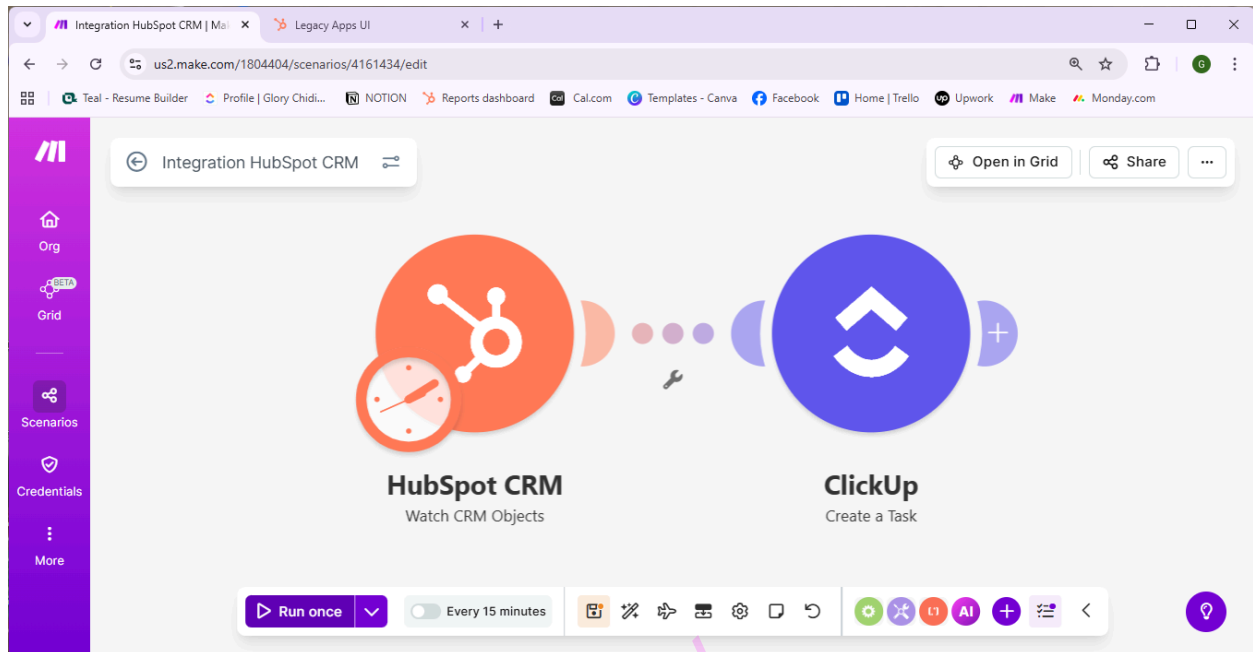 Integration HubSpot CRM | Ma
Legacy Apps UI
us2.make.com/1804404/scenarios/4161434/edit
G
Teal - Resume Builder
Profile | Glory Chidi...
NOTION
Reports dashboard
Cal
Cal.com
Templates - Canva
Facebook
Home | Trello
up
Upwork
Make
Monday.com
Integration HubSpot CRM
Open in Grid
Share
Org
BETA
Grid
Scenarios
Credentials
More
HubSpot CRM
Watch CRM Objects
ClickUp
Create a Task
Run once
Every 15 minutes
AI